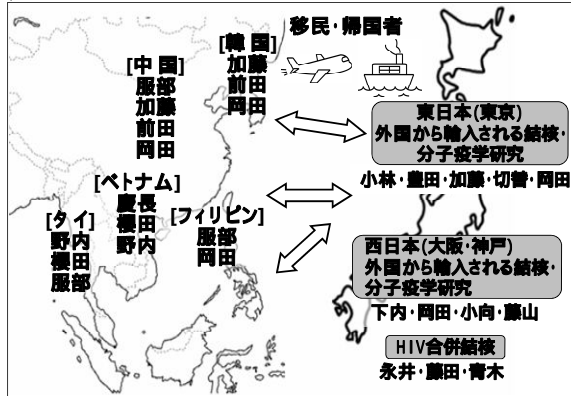 移民・帰国者
[韓 国]
加 藤
前 田
岡 田
[中 国]
服 部
加 藤
前 田
岡 田
東日本(東京)
外国から輸入される結核・
分子疫学研究
小林・豊田・加藤・切替・岡田
[ベトナム]
慶 長
櫻 田
野 内
[タ イ]
野 内
櫻 田
服 部
[フィリピン]
服 部
岡 田
西日本(大阪・神戸)
外国から輸入される結核・
分子疫学研究
下内・岡田・小向・藤山
HIV合併結核
永井・藤田・青木